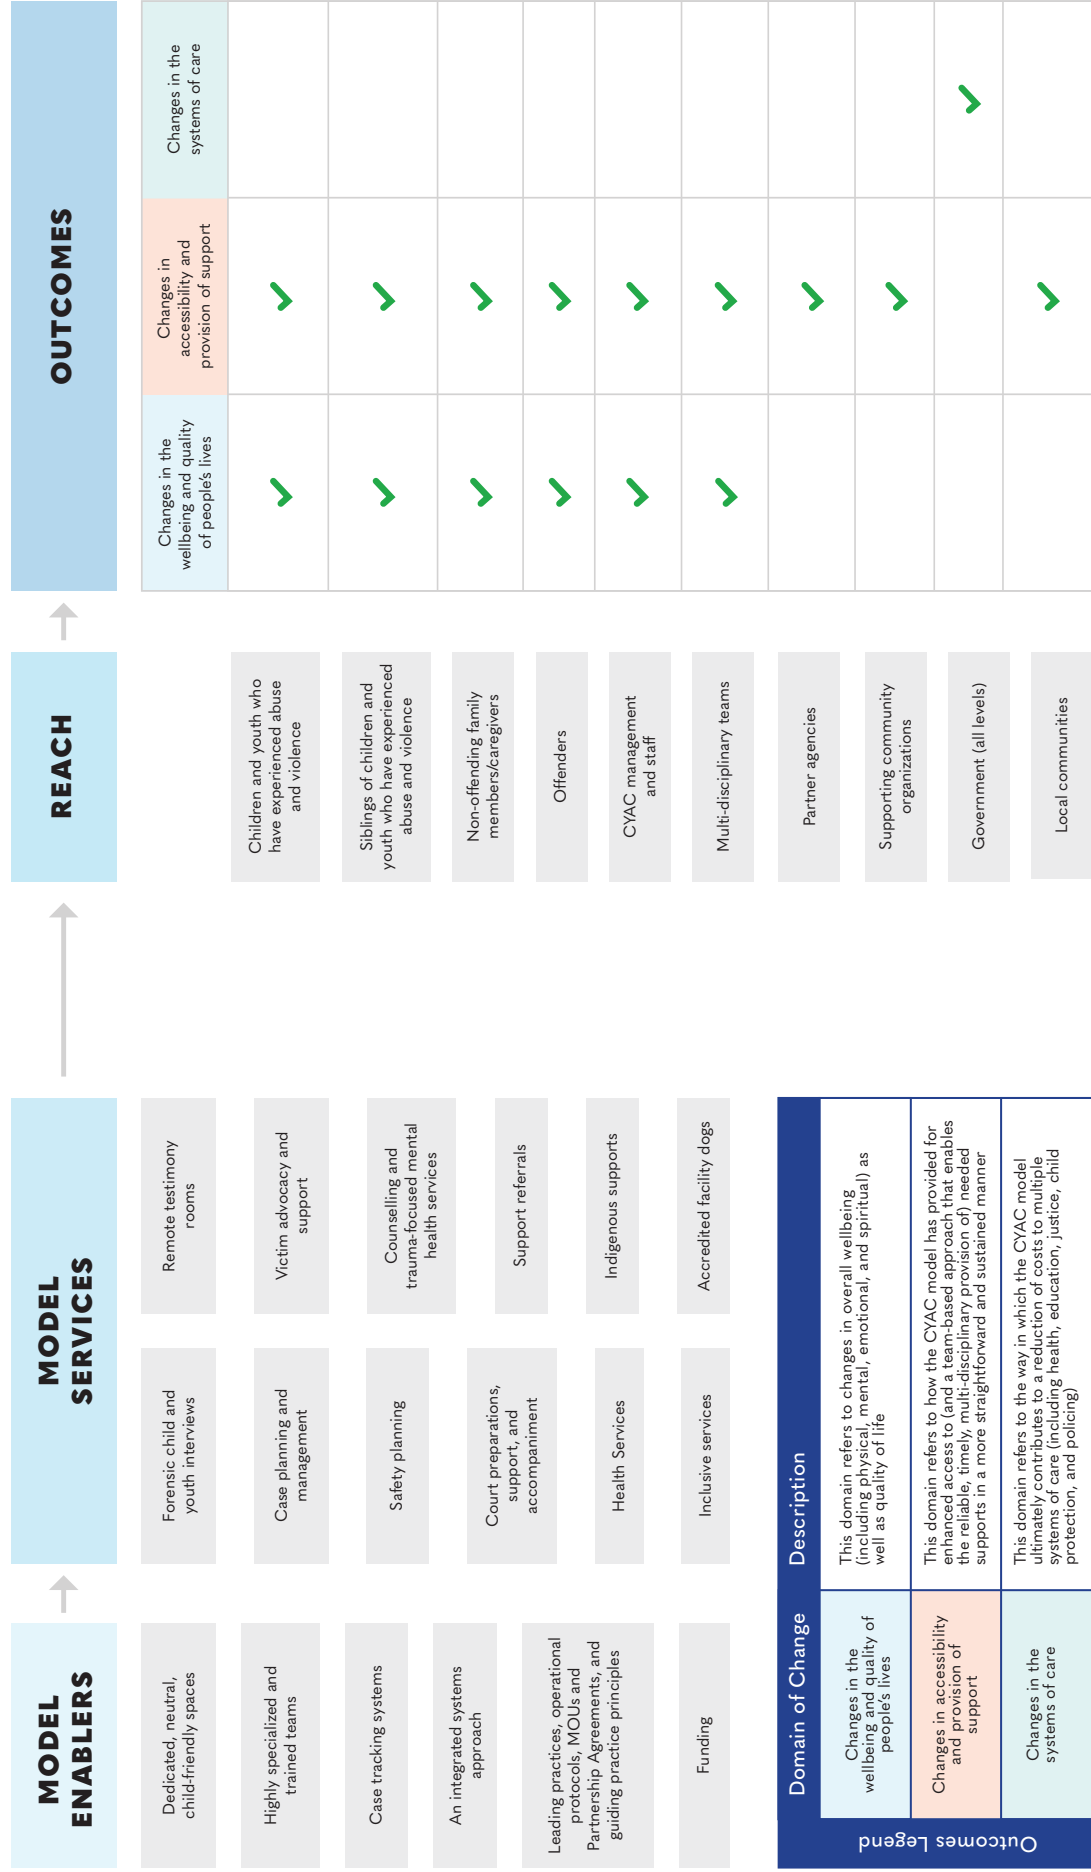 MODEL
ENABLERS
Dedicated, neutral,
child-friendly spaces
Highly specialized and
trained teams
Case tracking systems
An integrated systems
approach
Leading practices, operational
protocols, MOUs and
Partnership Agreements, and
guiding practice principles
Funding
MODEL
SERVICES
Forensic child and
youth interviews
Case planning and
management
Safety planning
Court preparations,
support, and
accompaniment
Health Services
Inclusive services
Remote testimony
rooms
Victim advocacy and
support
Counselling and
trauma-focused mental
health services
Support referrals
Indigenous supports
Accredited facility dogs
REACH
Children and youth who
have experienced abuse
and violence
Siblings of children and
youth who have experienced
abuse and violence
Non-offending family
members/caregivers
Offenders
CYAC management
and staff
Multi-disciplinary teams
Partner agencies
Supporting community
organizations
Government (all levels)
Local communities
OUTCOMES
Changes in the
wellbeing and quality
of people's lives
Changes in
accessibility and
provision of support
Changes in the
systems of care
Outcomes Legend
Domain of Change
Description
Changes in the
wellbeing and quality of
people's lives
This domain refers to changes in overall wellbeing
(including physical, mental, emotional, and spiritual) as
well as quality of life
Changes in accessibility
and provision of
support
This domain refers to how the CYAC model has provided for
enhanced access to (and a team-based approach that enables
the reliable, timely, multi-disciplinary provision of) needed
supports in a more straightforward and sustained manner
Changes in the
systems of care
This domain refers to the way in which the CYAC model
ultimately contributes to a reduction of costs to multiple
systems of care (including health, education, justice, child
protection, and policing)